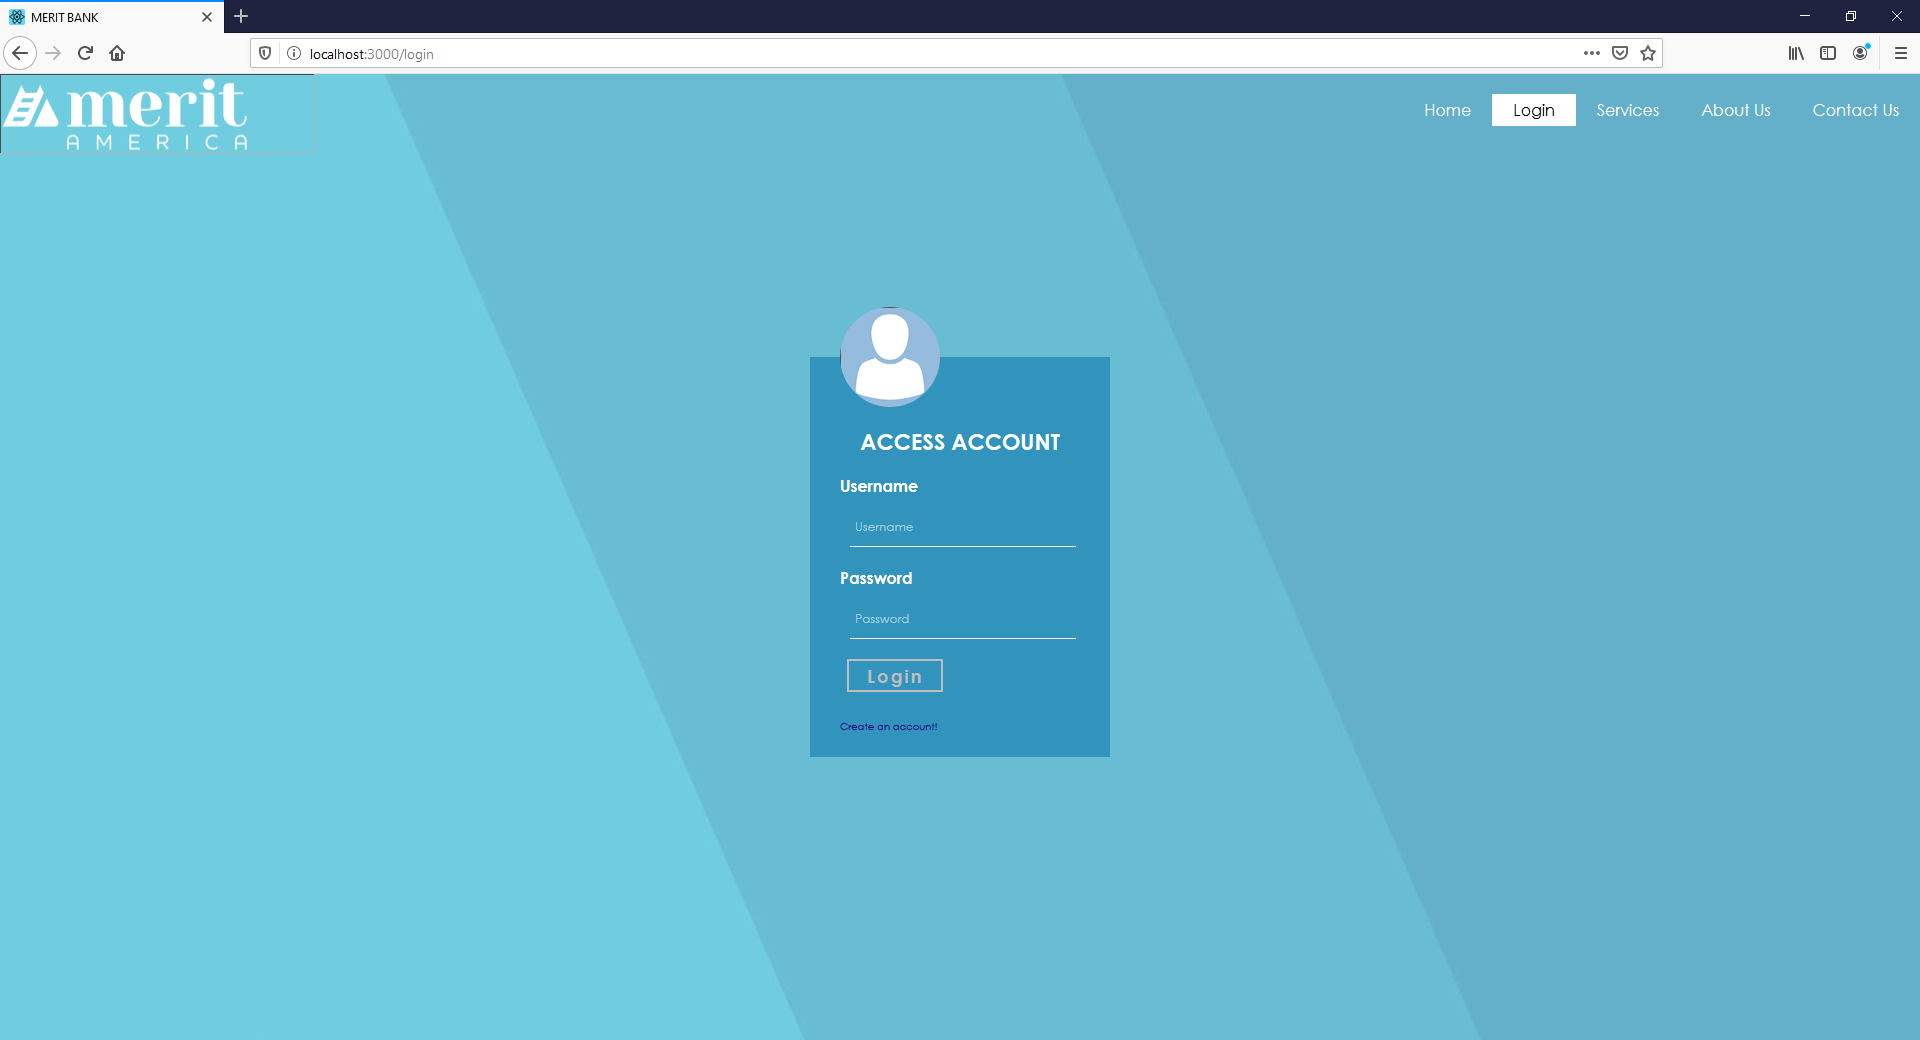 MERIT BANK
localhost:3000/login
merit
AMERICA
Home Login Services About Us Contact Us
ACCESS ACCOUNT
Username
Username
Password
Password
Login
Create an account!